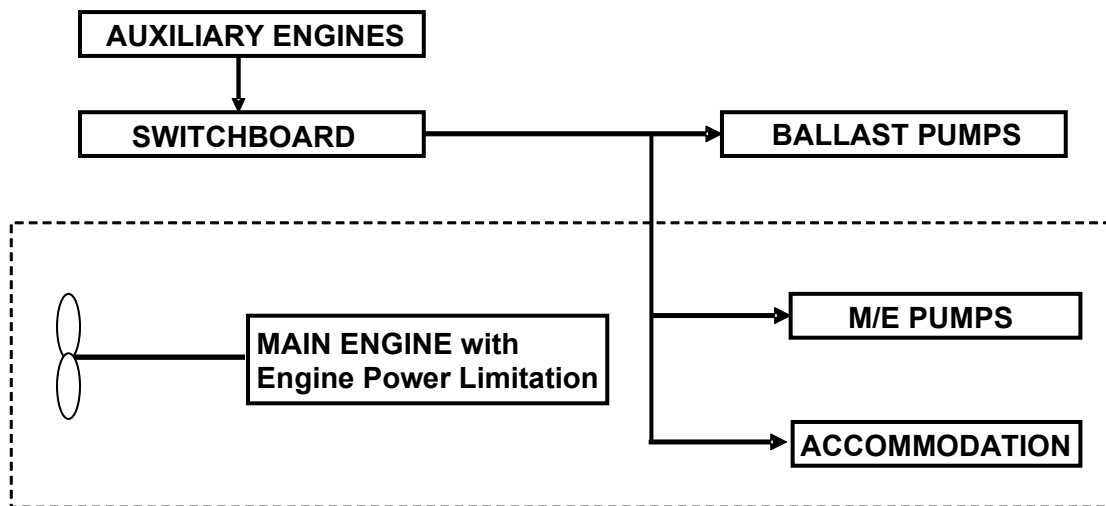 AUXILIARY ENGINES
SWITCHBOARD
BALLAST PUMPS
MAIN ENGINE with
Engine Power Limitation
M/E PUMPS
ACCOMMODATION